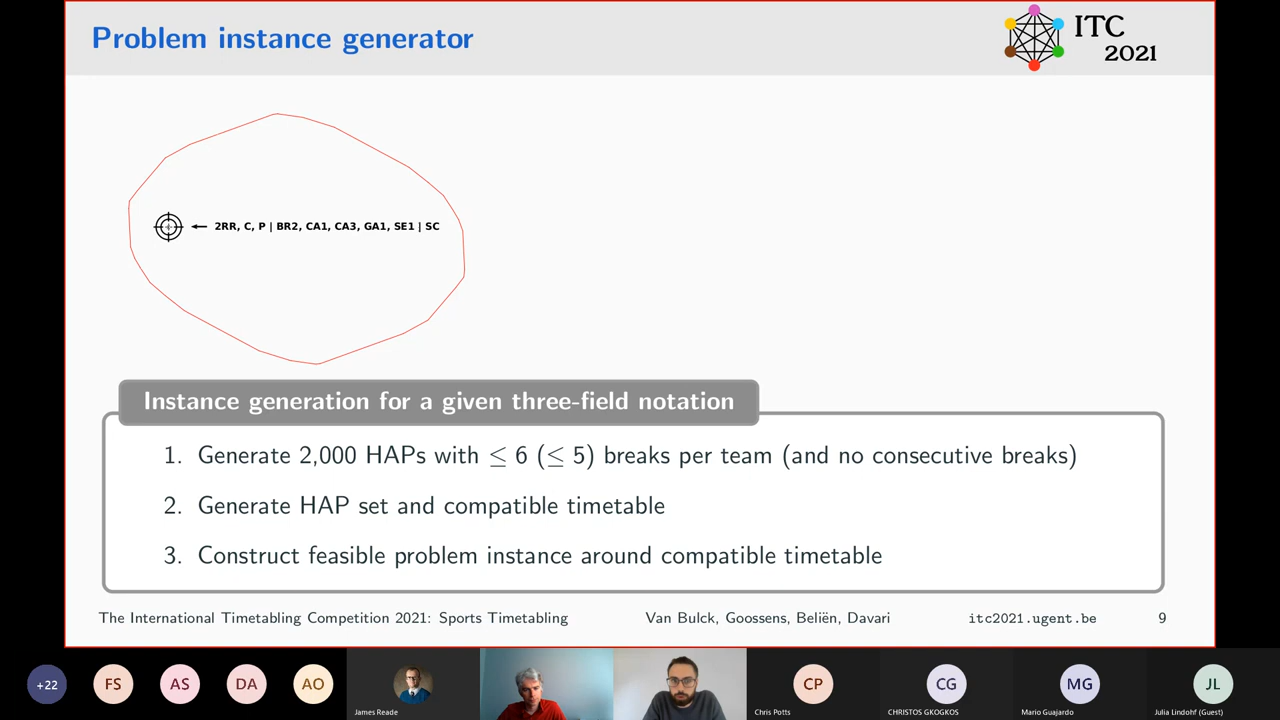 Problem instance generator
ITC
2021
2RR, C, P | BR2, CA1, CA3, GA1, SE1 | SC
Instance generation for a given three-field notation
1. Generate 2,000 HAPs with ≤ 6 (≤ 5) breaks per team (and no consecutive breaks)
2. Generate HAP set and compatible timetable
3. Construct feasible problem instance around compatible timetable
The International Timetabling Competition 2021: Sports Timetabling Van Bulck, Goossens, Beliën, Davari itc2021.ugent.be 9
+22 FS AS DA AO CP CG MG JL
James Reade Chris Potts CHRISTOS GKOGKOS Mario Guajardo Julia Lindohf (Guest)